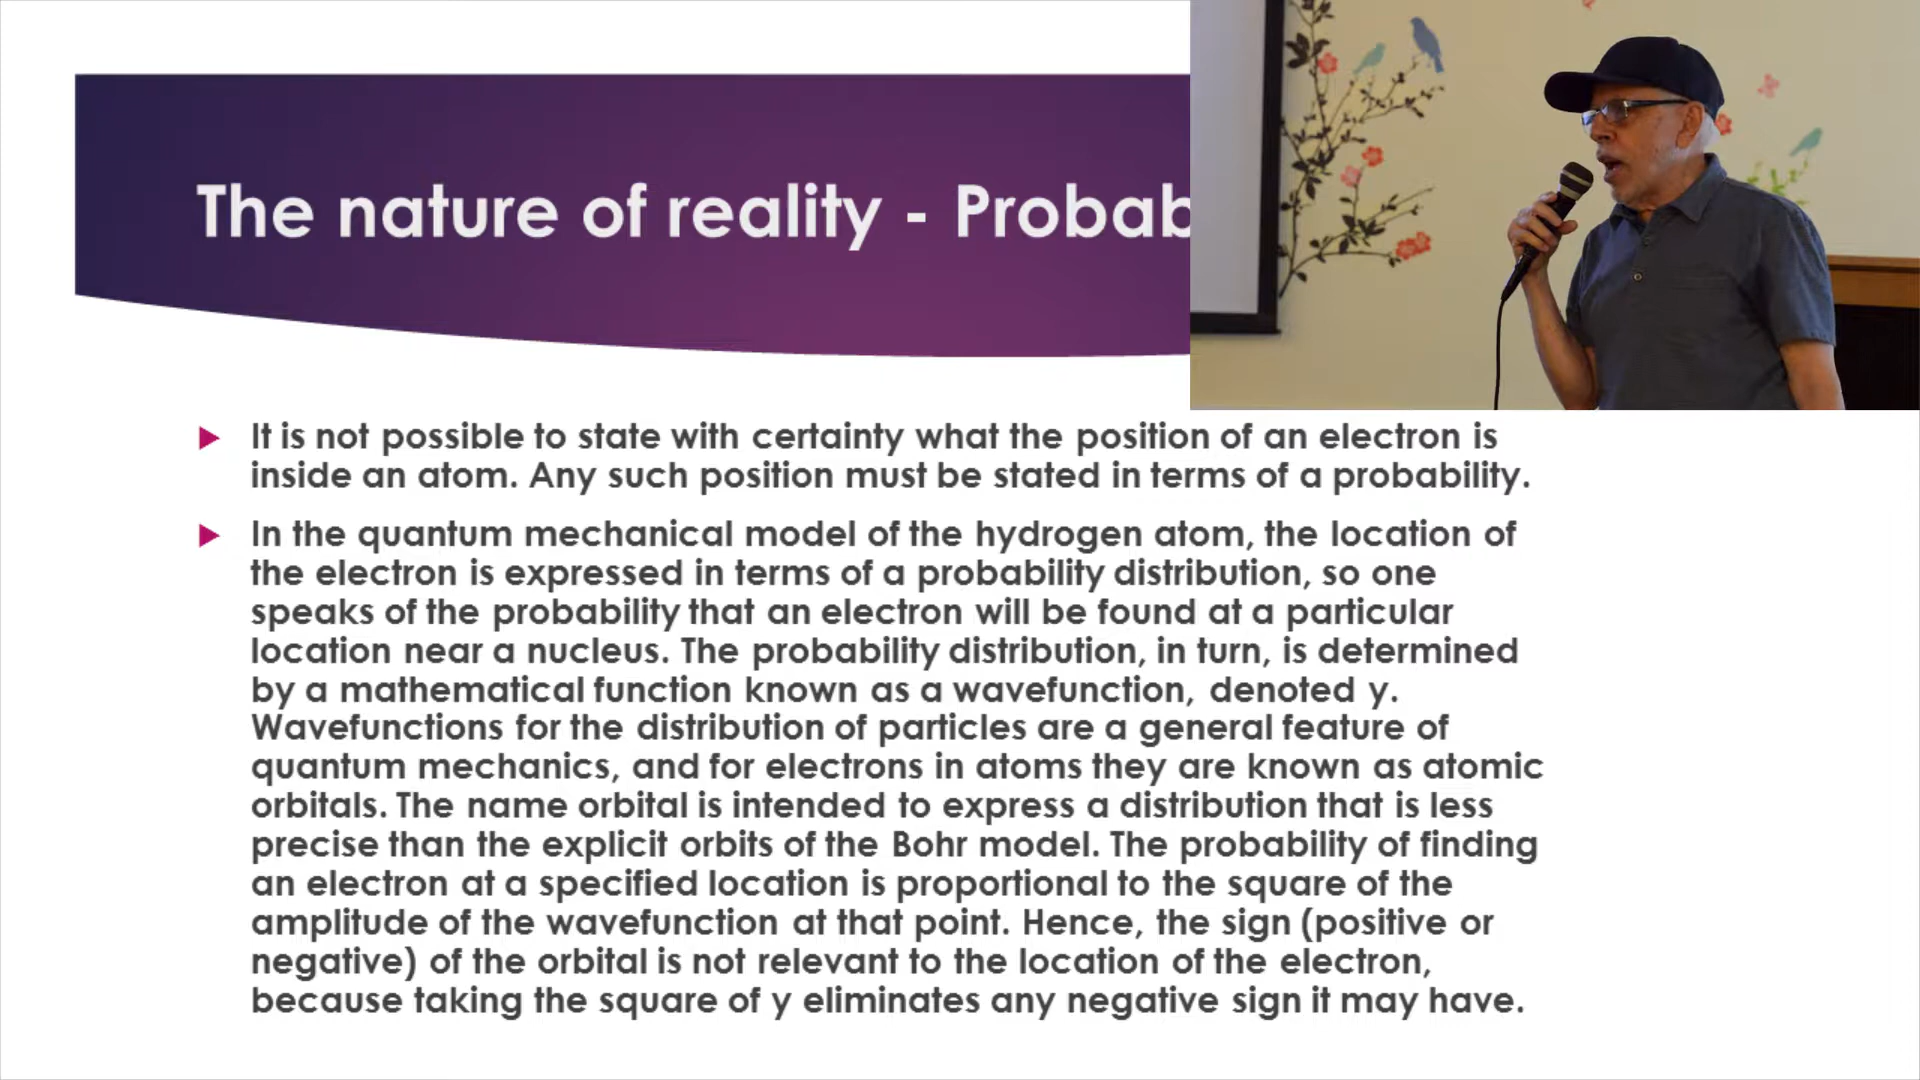 The nature of reality - Probab
It is not possible to state with certainty what the position of an electron is
inside an atom. Any such position must be stated in terms of a probability.
In the quantum mechanical model of the hydrogen atom, the location of
the electron is expressed in terms of a probability distribution, so one
speaks of the probability that an electron will be found at a particular
location near a nucleus. The probability distribution, in turn, is determined
by a mathematical function known as a wavefunction, denoted y.
Wavefunctions for the distribution of particles are a general feature of
quantum mechanics, and for electrons in atoms they are known as atomic
orbitals. The name orbital is intended to express a distribution that is less
precise than the explicit orbits of the Bohr model. The probability of finding
an electron at a specified location is proportional to the square of the
amplitude of the wavefunction at that point. Hence, the sign (positive or
negative) of the orbital is not relevant to the location of the electron,
because taking the square of y eliminates any negative sign it may have.